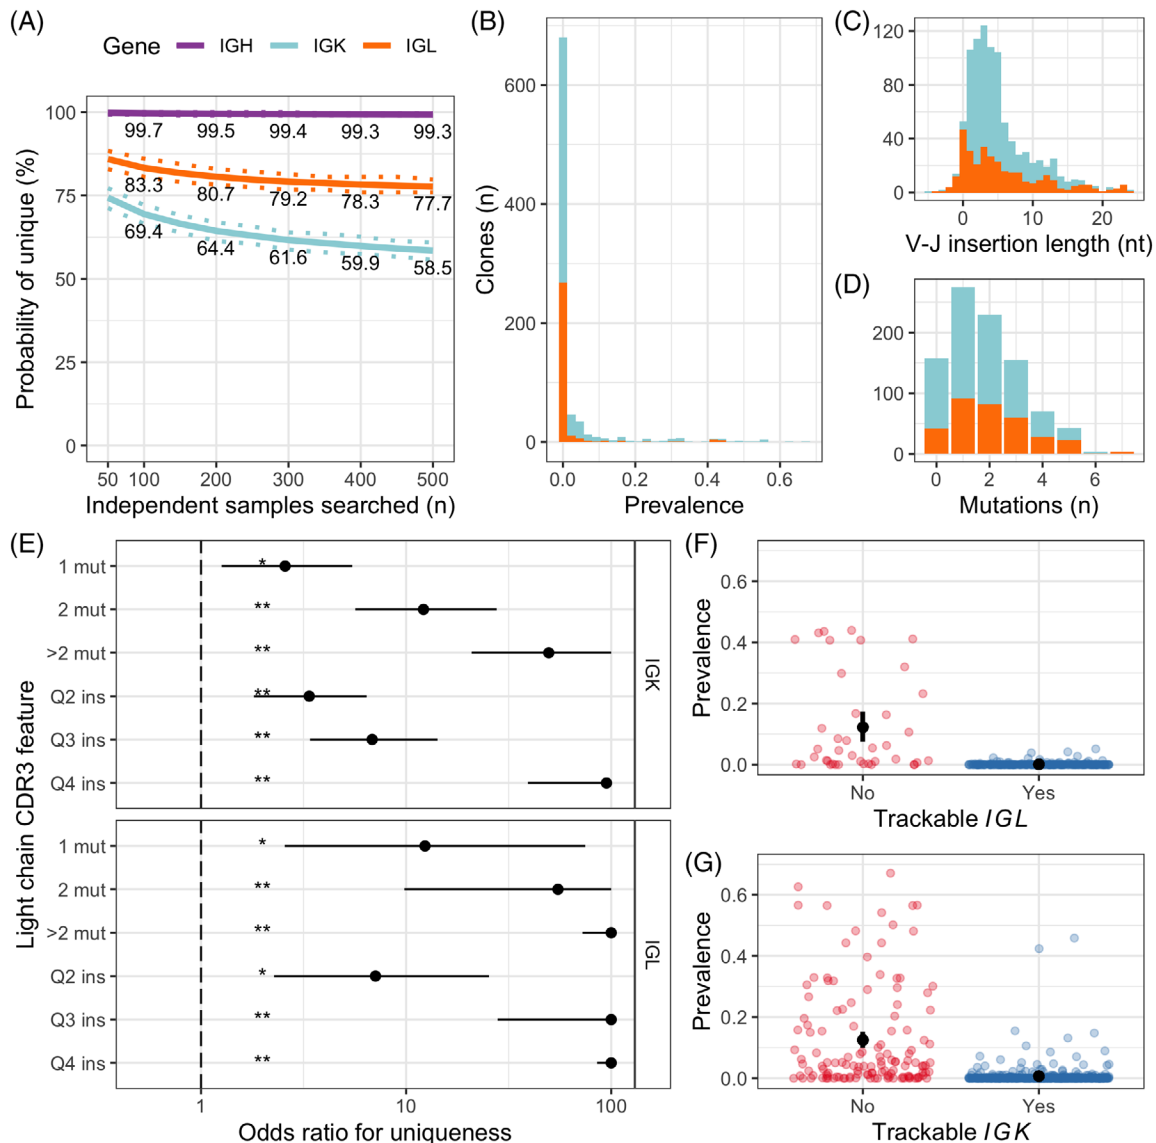 (A)
Gene IGH IGK IGL
Probability of unique (%)
100
75
50
25
0
99.7 99.5 99.4 99.3 99.3
83.3 80.7 79.2 78.3 77.7
69.4 64.4 61.6 59.9 58.5
50 100 200 300 400 500
Independent samples searched (n)
(B)
Clones (n)
600
400
200
0
0.0 0.2 0.4 0.6
Prevalence
(C)
120
80
40
0
0 10 20
V-J insertion length (nt)
(D)
200
100
0
0 2 4 6
Mutations (n)
(E)
Light chain CDR3 feature
1 mut *
2 mut **
>2 mut **
Q2 ins **
Q3 ins **
Q4 ins **
IGK
1 mut *
2 mut **
>2 mut **
Q2 ins *
Q3 ins **
Q4 ins **
IGL
1 10 100
Odds ratio for uniqueness
(F)
Prevalence
0.6
0.4
0.2
0.0
No Yes
Trackable IGL
(G)
Prevalence
0.6
0.4
0.2
0.0
No Yes
Trackable IGK